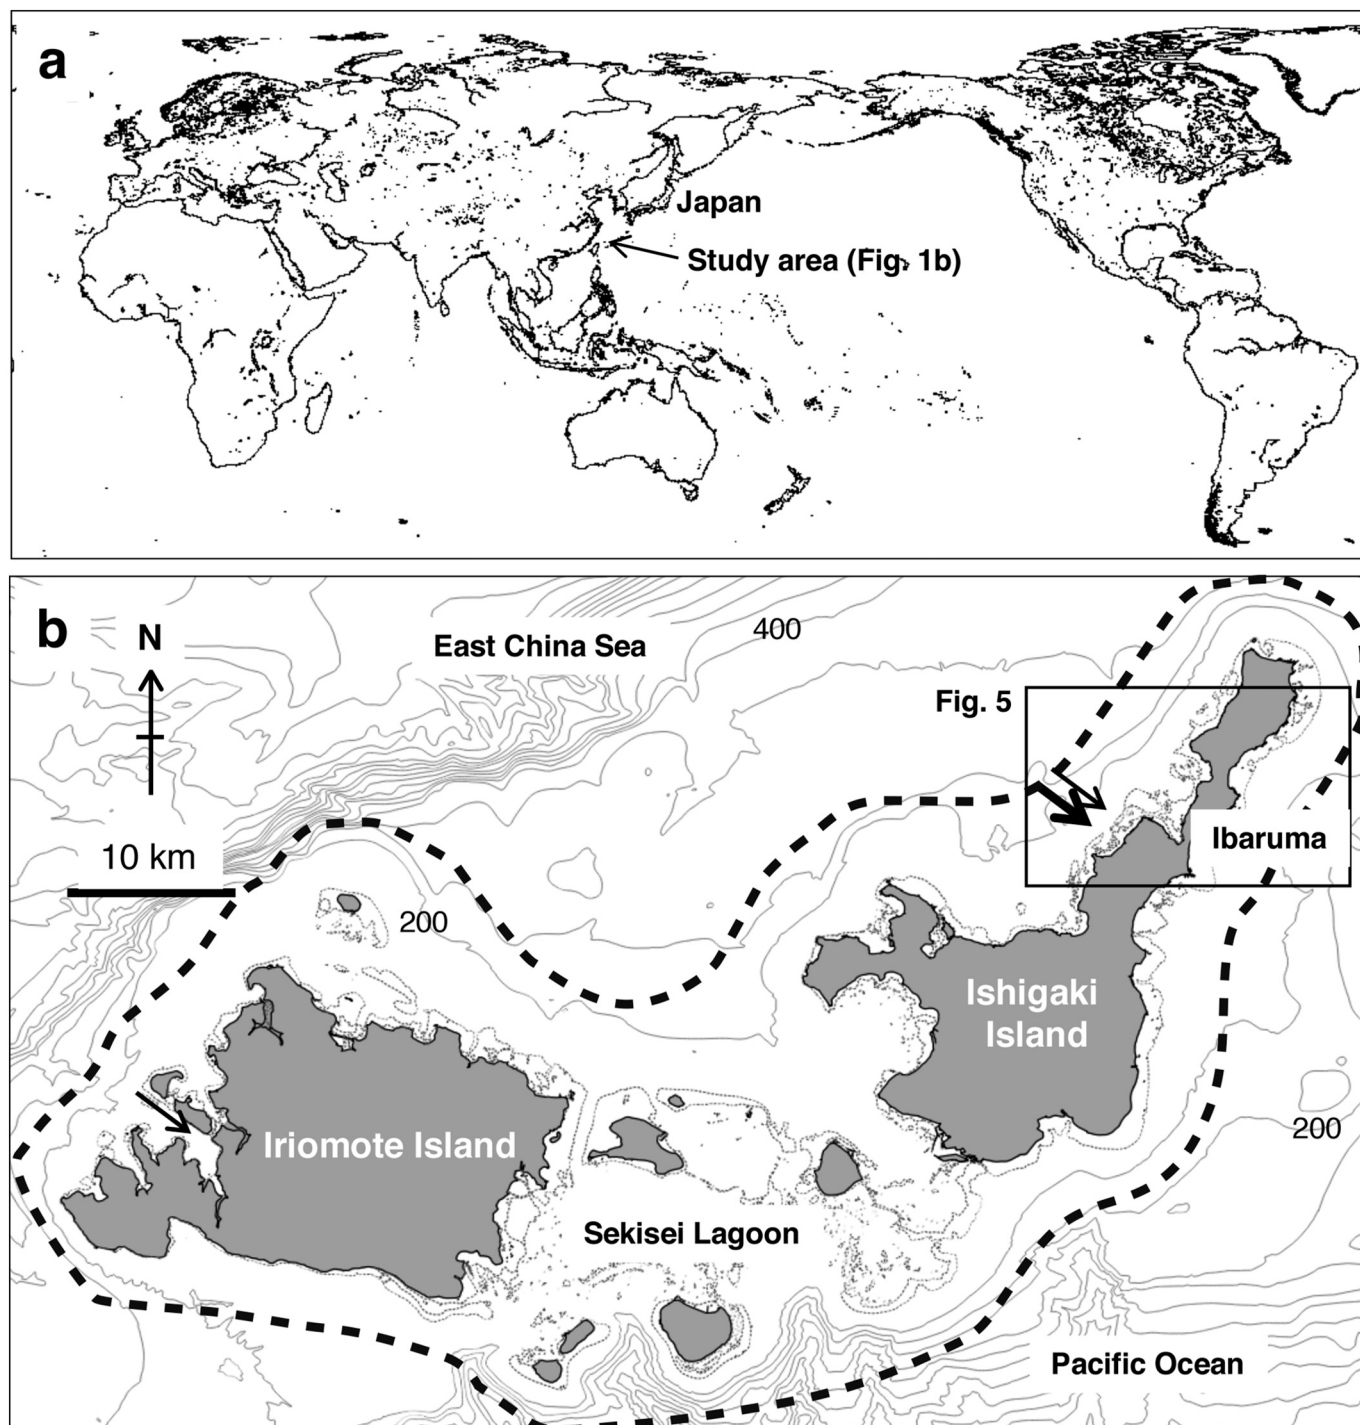 a
Japan
Study area (Fig. 1b)
b
N
East China Sea
400
Fig. 5
10 km
Ibaruma
200
Ishigaki
Island
Iriomote Island
200
Sekisei Lagoon
Pacific Ocean